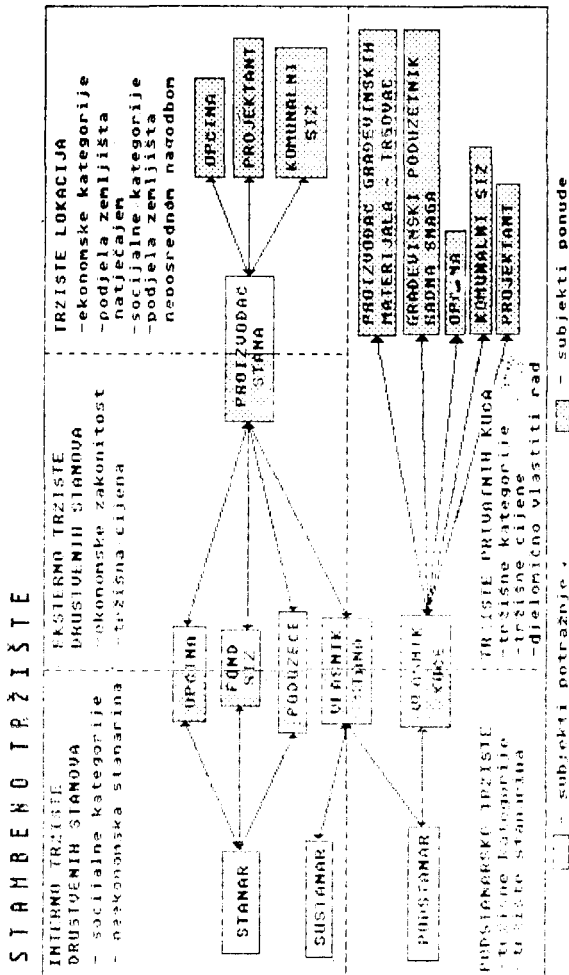 STAMBENO TRŽIŠTE
INTERNO TRŽIŠTE
DRUŠTVENIH STANOVA
- socijalne kategorije
- neekonomska stanarina
EKSTERNO TRŽIŠTE
DRUŠTVENIH STANOVA
-ekonomske zakonitosti
-tržišna cijena
TRŽIŠTE LOKACIJA
-ekonomske kategorije
-podjela zemljišta
natječajem
-socijalne kategorije
-podjela zemljišta
neposrednom nagodbom
STANAR
SUSTANAR
PODSTANAR
OPĆINA
FOND
SIZ
PODUZEĆE
VLASNIK
STANA
VLASNIK
KUĆE
PROIZVOĐAČ
STANA
OPĆINA
PROJEKTANT
KOMUNALNI
SIZ
PROIZVOĐAČ GRAĐEVINSKIH
MATERIJALA - TRGOVAC
GRAĐEVINSKI PODUZETNIK
RADNA SNAGA
KOMUNALNI SIZ
PROJEKTANT
PODSTANARSKO TRŽIŠTE
-tržišne kategorije
tržišne stanarina
TRŽIŠTE PRIVATNIH KUĆA
-tržišne kategorije
-tržišne cijene
-djelomično vlastiti rad
- subjekti potražnje,
- subjekti ponude